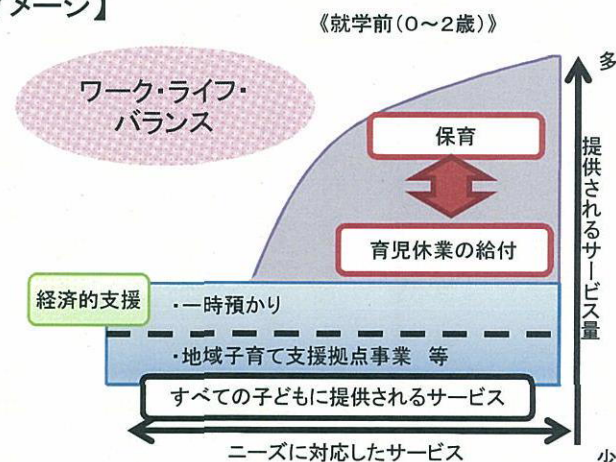 メージ】
《就学前(0～2歳)》
ワーク・ライフ・
バランス
多
保育
提供されるサービス量
育児休業の給付
経済的支援
・一時預かり
・地域子育て支援拠点事業 等
すべての子どもに提供されるサービス
ニーズに対応したサービス
少